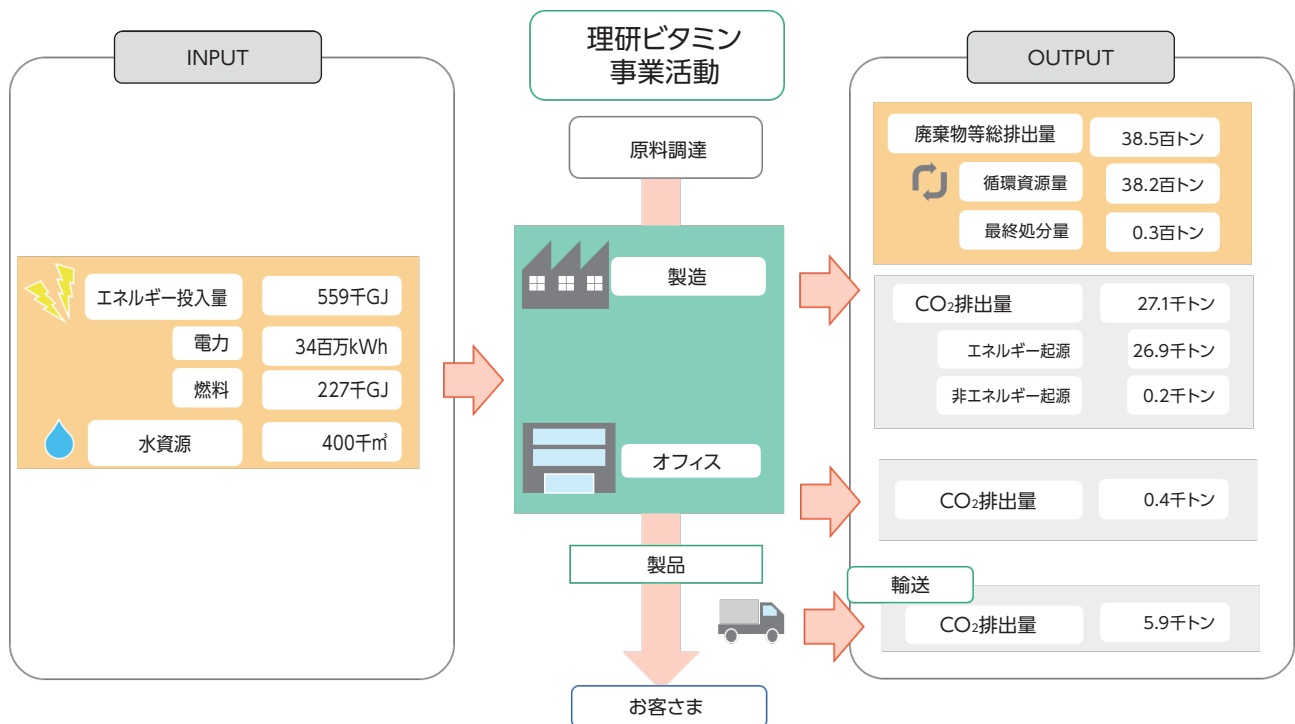 INPUT
エネルギー投入量 559千GJ
電力 34百万kWh
燃料 227千GJ
水資源 400千㎥
理研ビタミン
事業活動
原料調達
製造
オフィス
製品
お客さま
OUTPUT
廃棄物等総排出量 38.5百トン
循環資源量 38.2百トン
最終処分量 0.3百トン
CO₂排出量 27.1千トン
エネルギー起源 26.9千トン
非エネルギー起源 0.2千トン
CO₂排出量 0.4千トン
輸送
CO₂排出量 5.9千トン